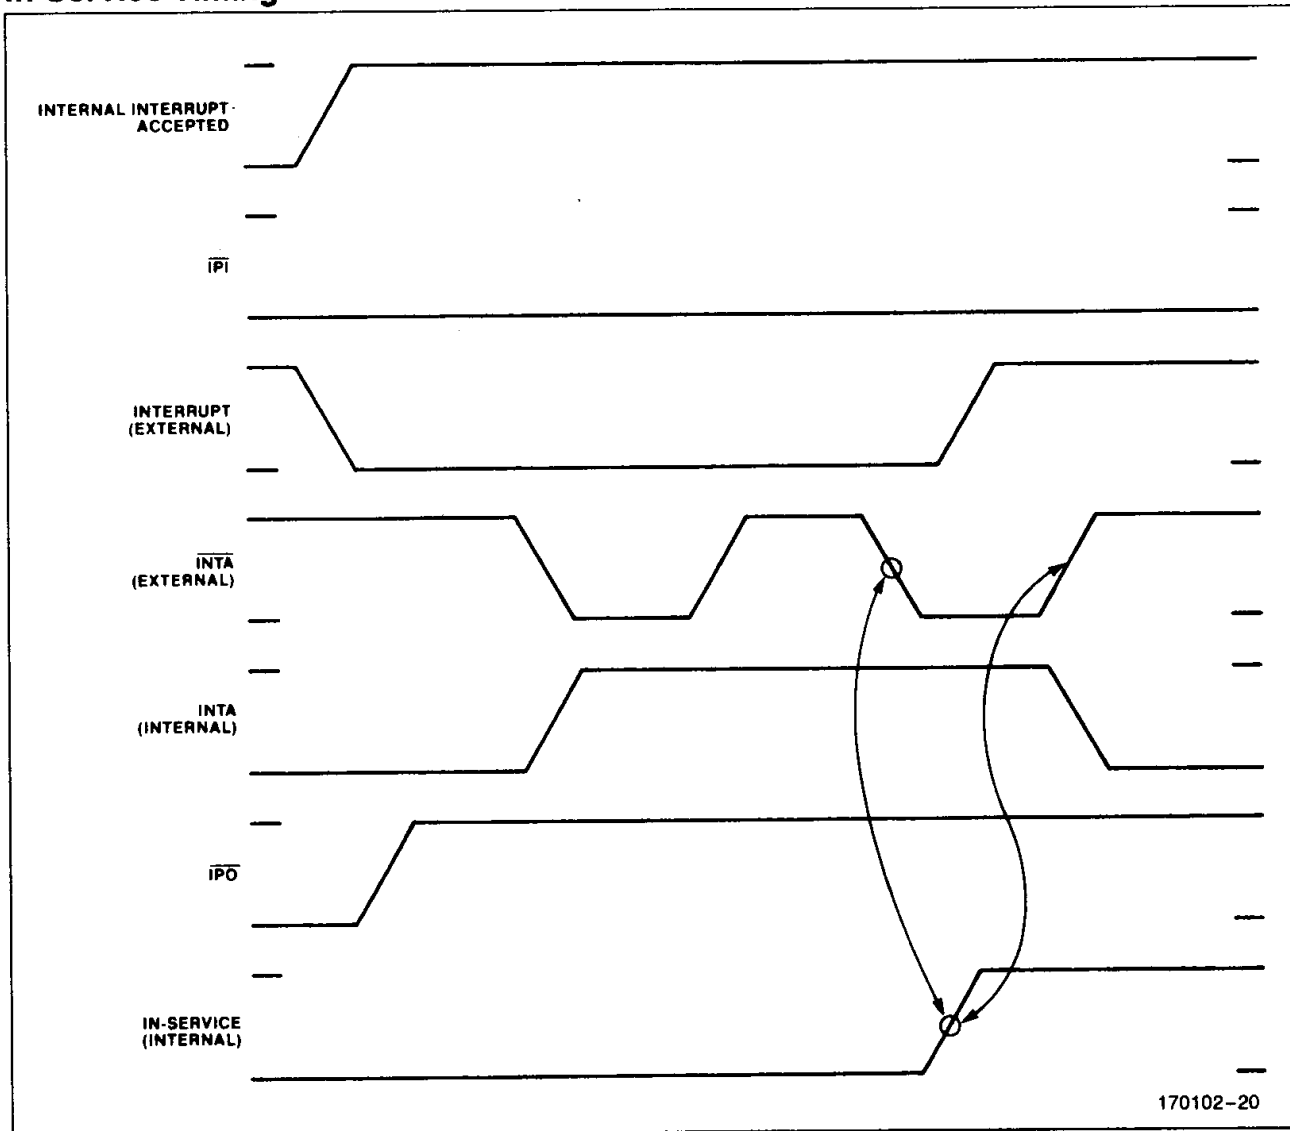 INTERNAL INTERRUPT
ACCEPTED
IPI
INTERRUPT
(EXTERNAL)
INTA
(EXTERNAL)
INTA
(INTERNAL)
IPO
IN-SERVICE
(INTERNAL)
170102-20